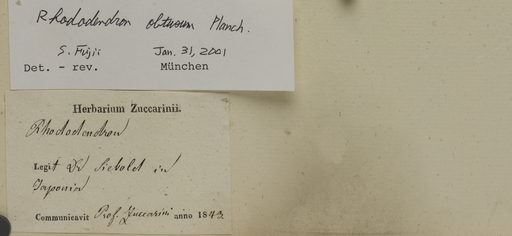 Rhododendron obtusum Planch.
S. Fujii Jan. 31, 2001
Det. - rev. München
Herbarium Zuccarinii.
Rhododendron
Legit Dr Siebold in
Japonia
Communicavit Prof. Zuccarini anno 1843.